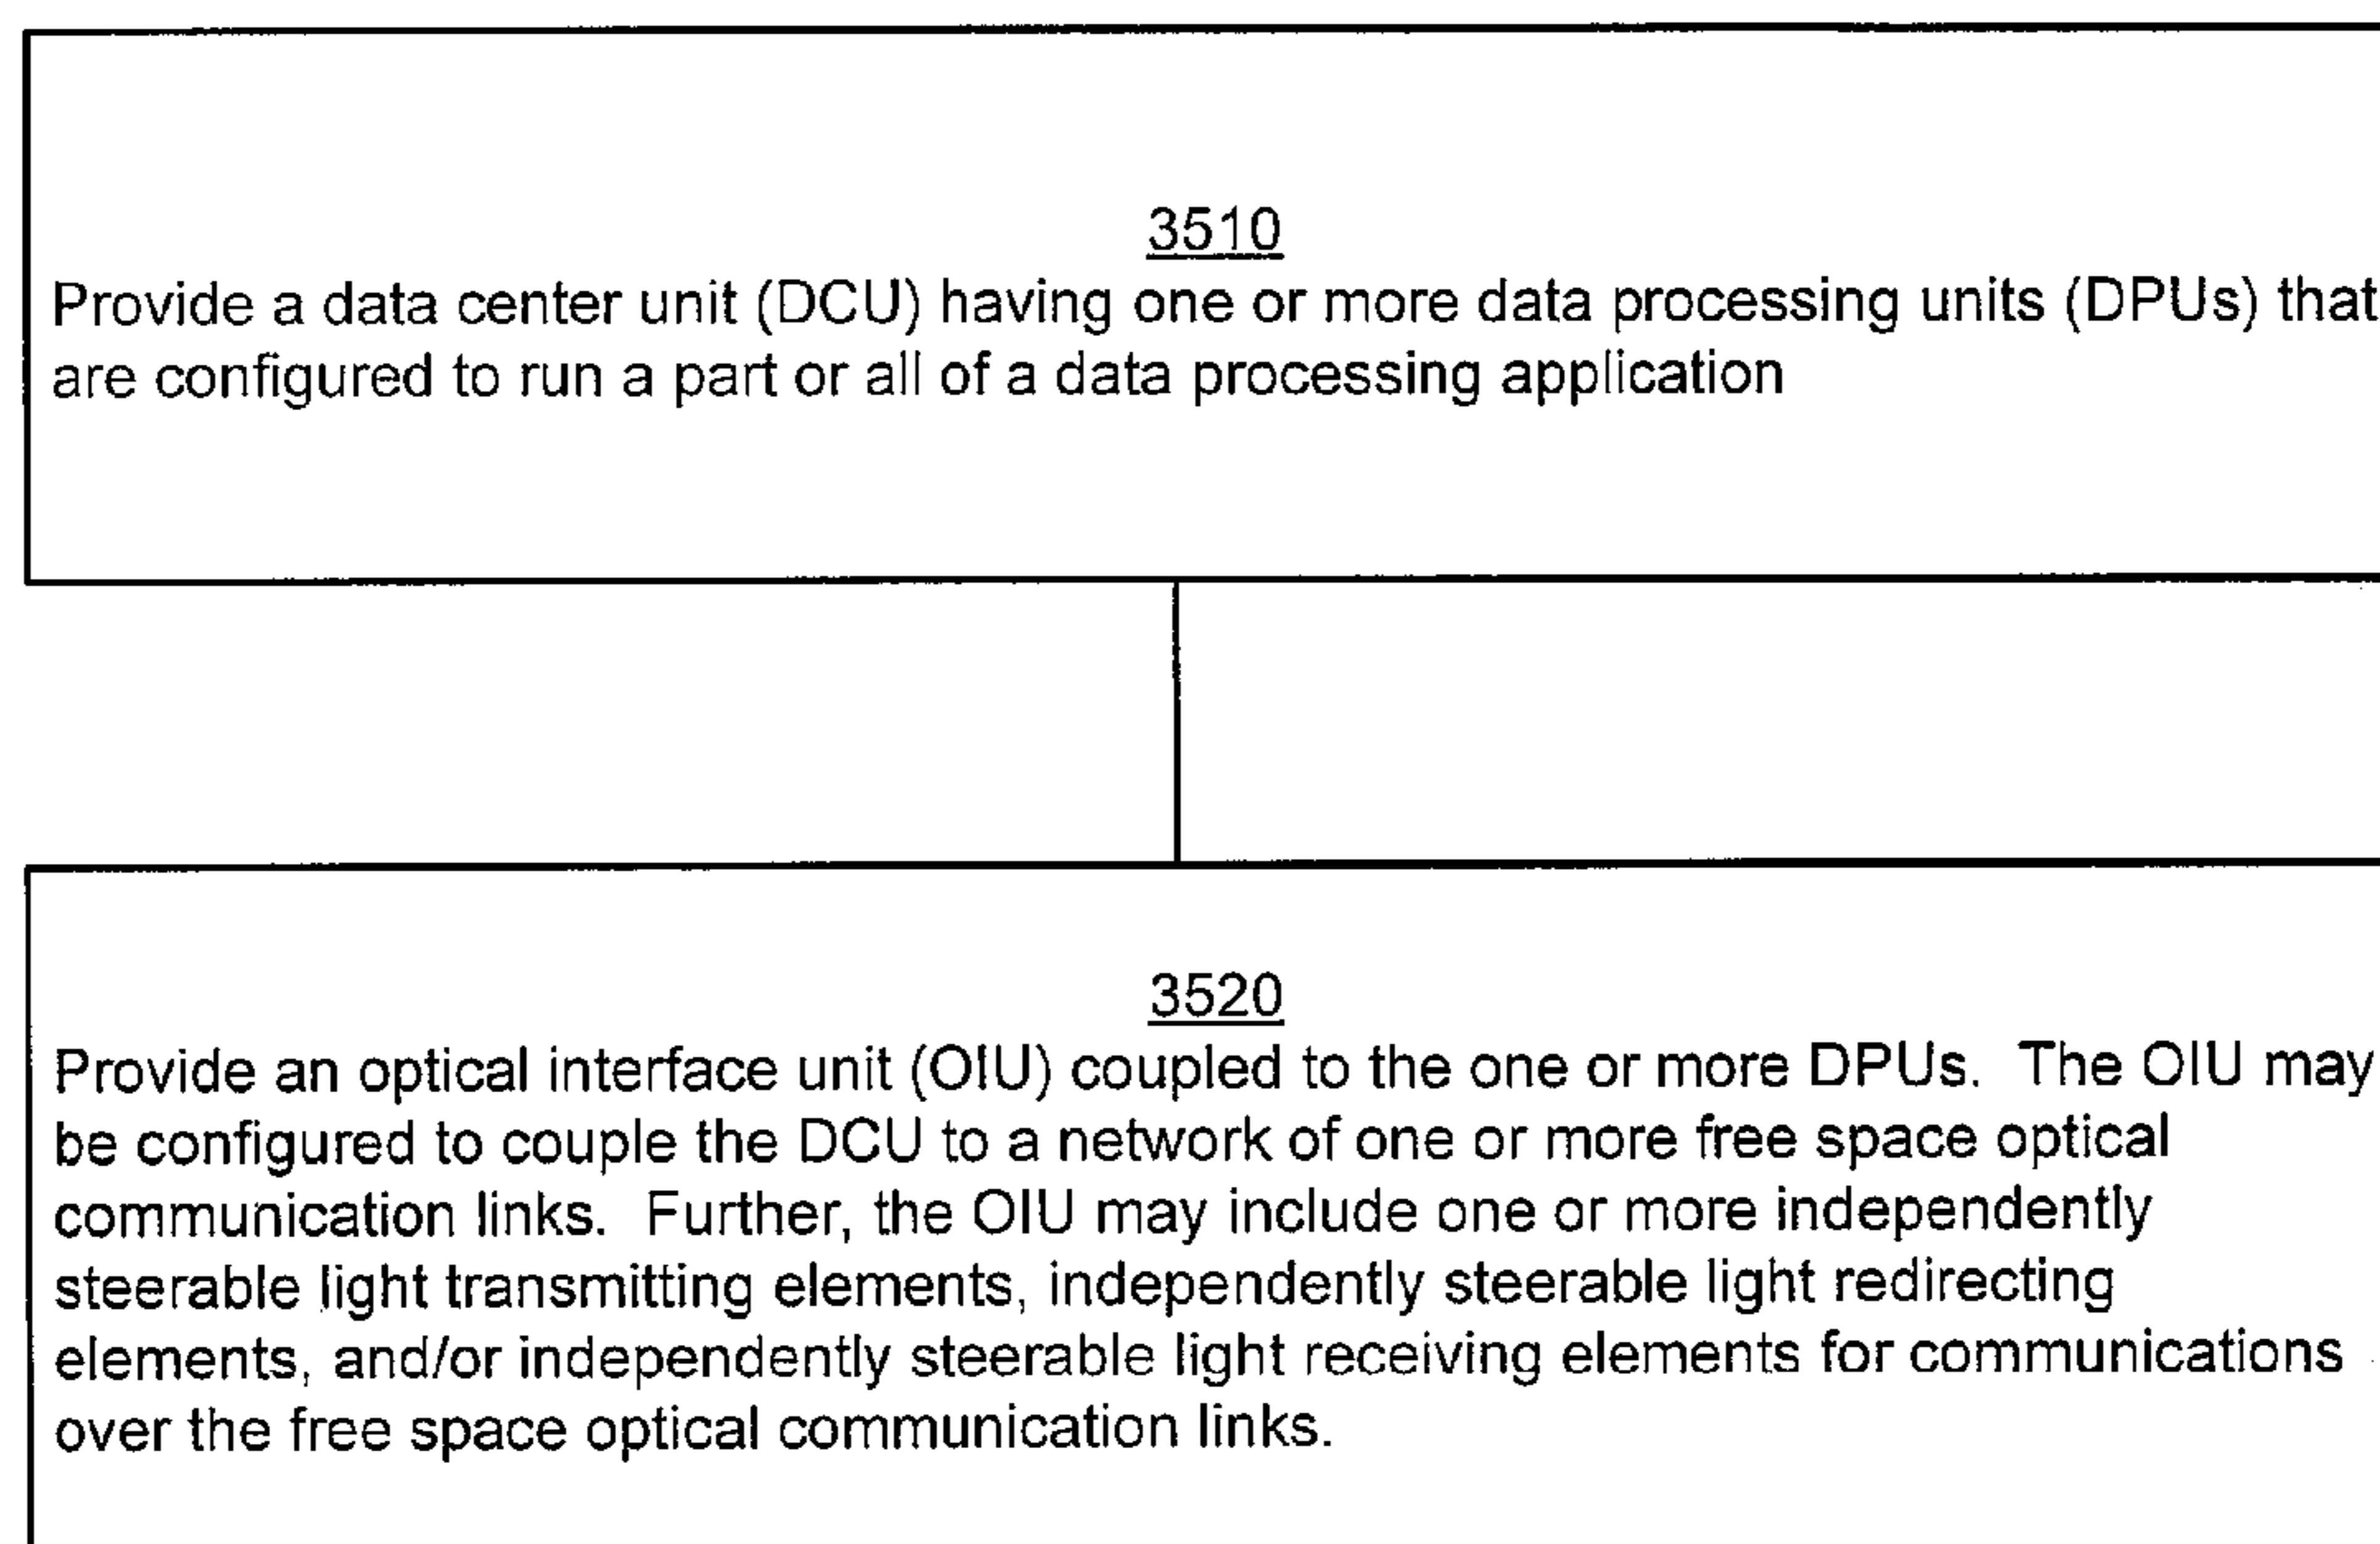 3510
Provide a data center unit (DCU) having one or more data processing units (DPUs) that
are configured to run a part or all of a data processing application
3520
Provide an optical interface unit (OIU) coupled to the one or more DPUs.  The OIU may
be configured to couple the DCU to a network of one or more free space optical
communication links.  Further, the OIU may include one or more independently
steerable light transmitting elements, independently steerable light redirecting
elements, and/or independently steerable light receiving elements for communications
over the free space optical communication links.